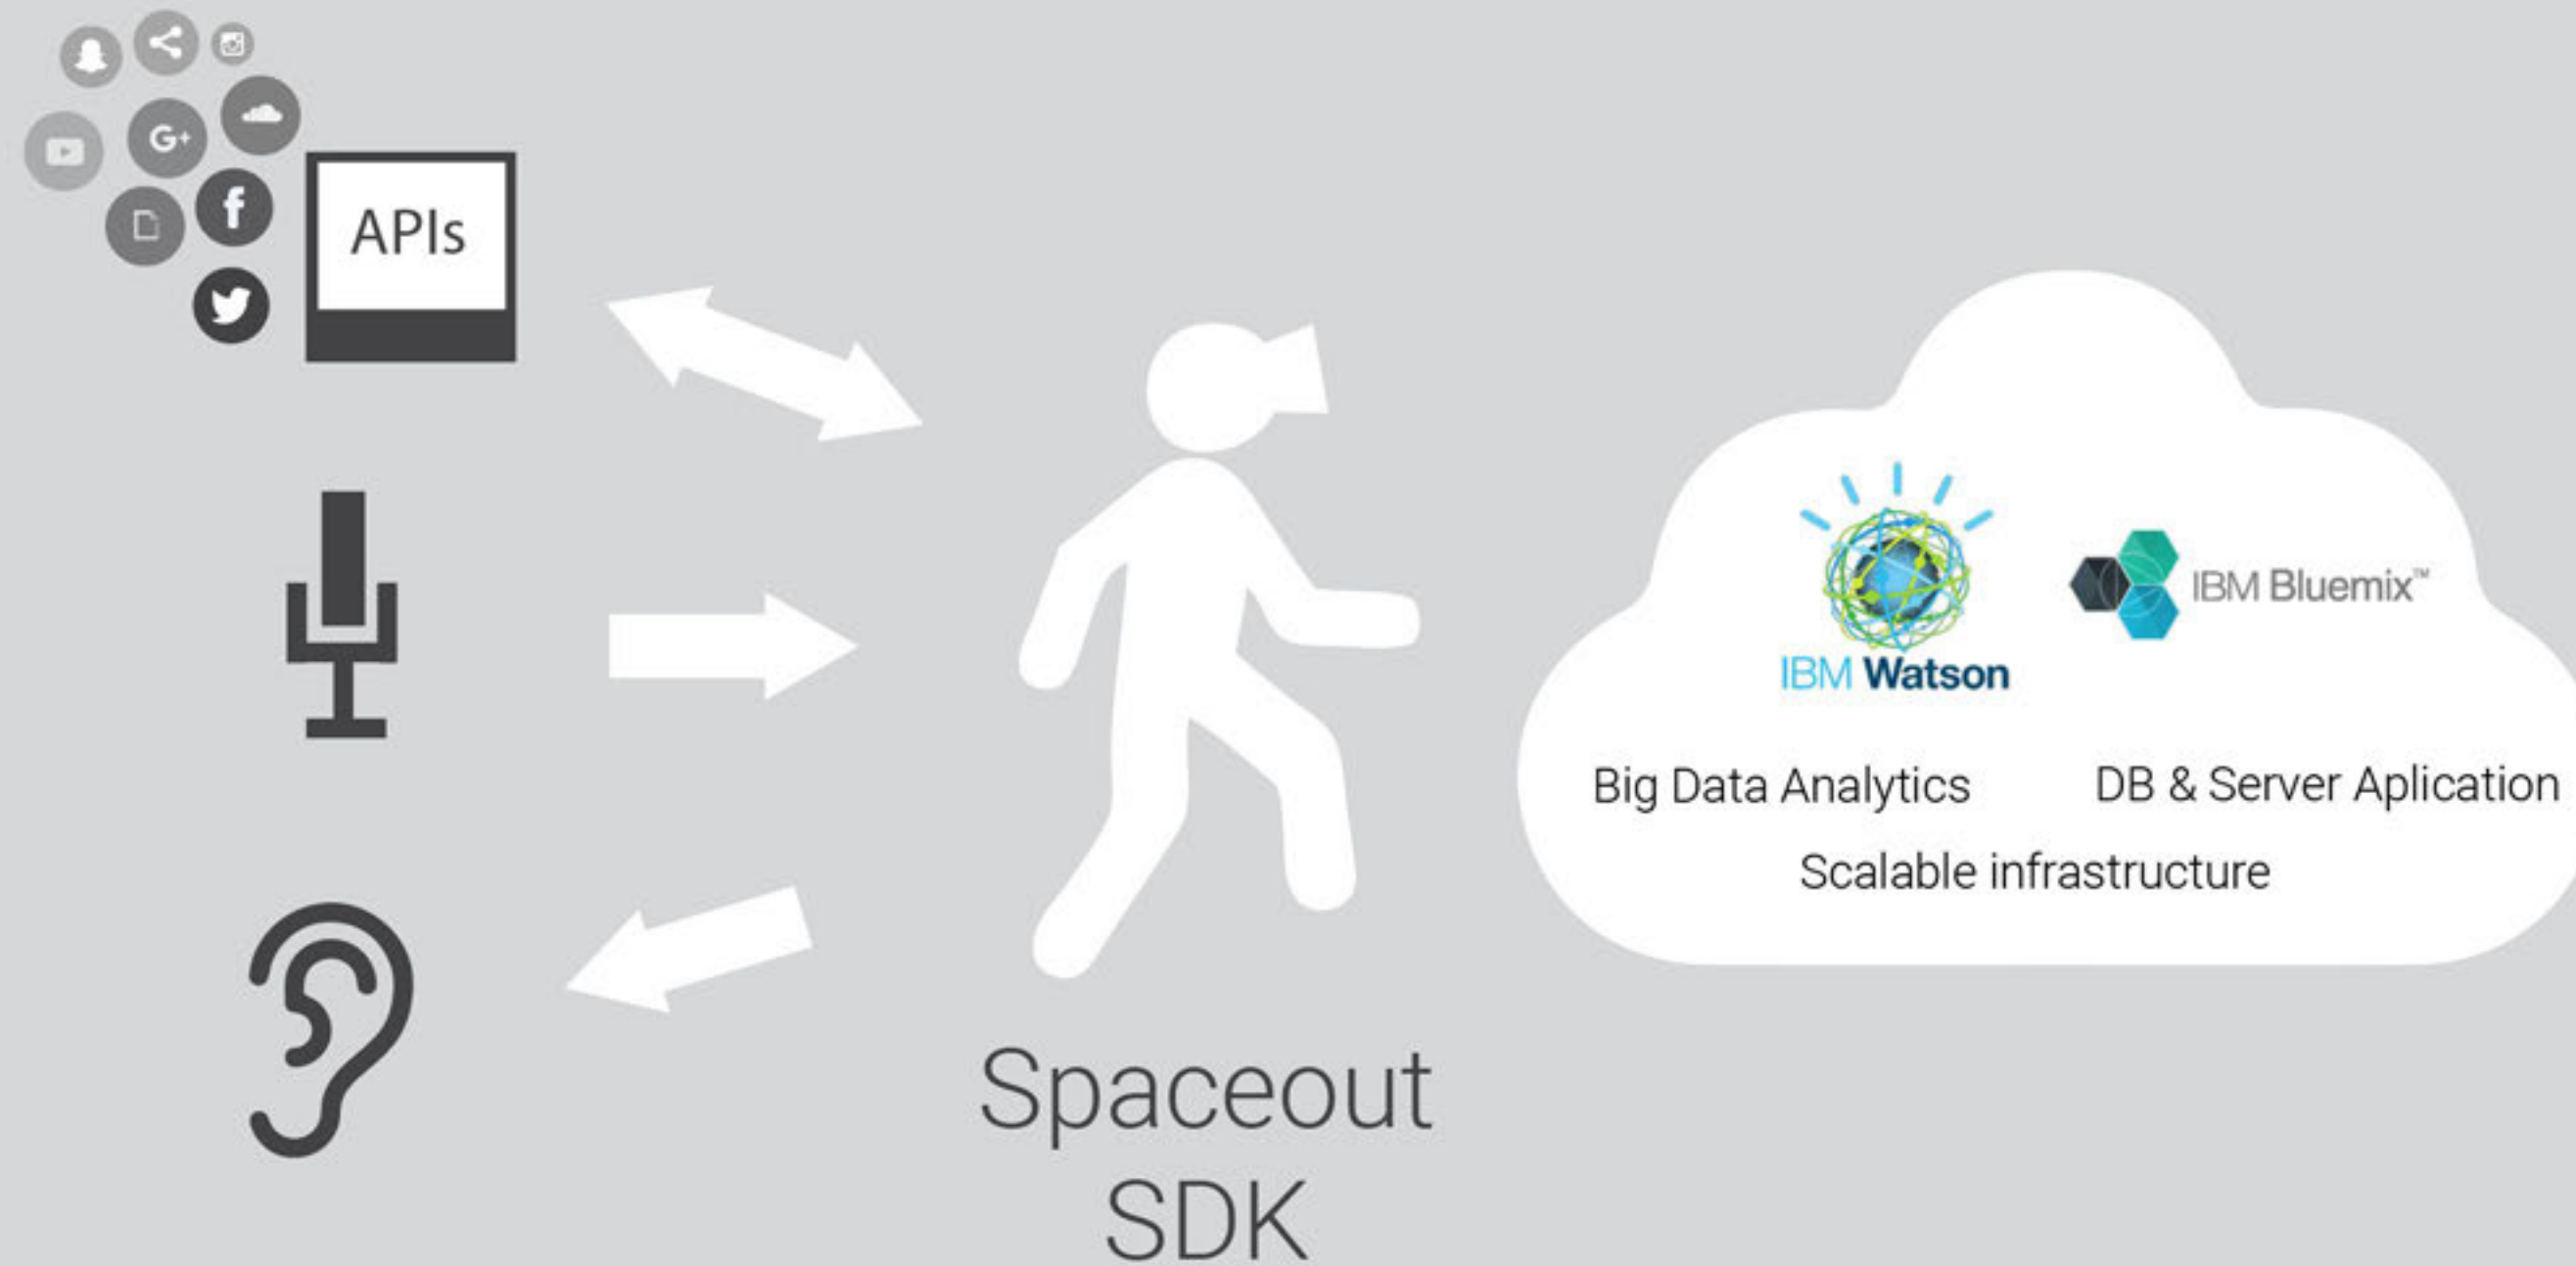 G+
f
APIs
IBM Watson
IBM Bluemix™
Big Data Analytics
DB & Server Aplication
Scalable infrastructure
Spaceout
SDK